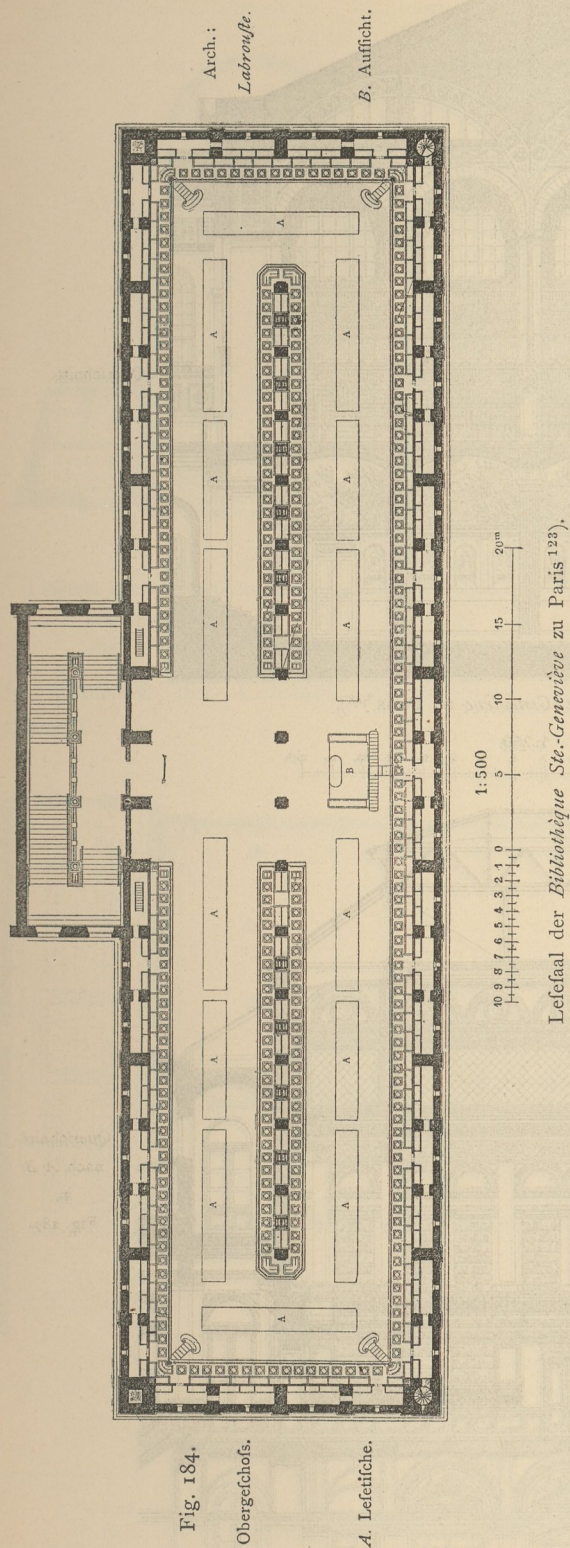 Fig. 184.
Obergeſchoſs.
Arch.:
Labrouſte.
A A A A A A
A A
A A A B A A A
A. Leſetiſche.
B. Aufſicht.
1:500
10 9 8 7 6 5 4 3 2 1 0 5 10 15 20ᵐ
Leſeſaal der Bibliothèque Ste.-Geneviève zu Paris ¹²³).